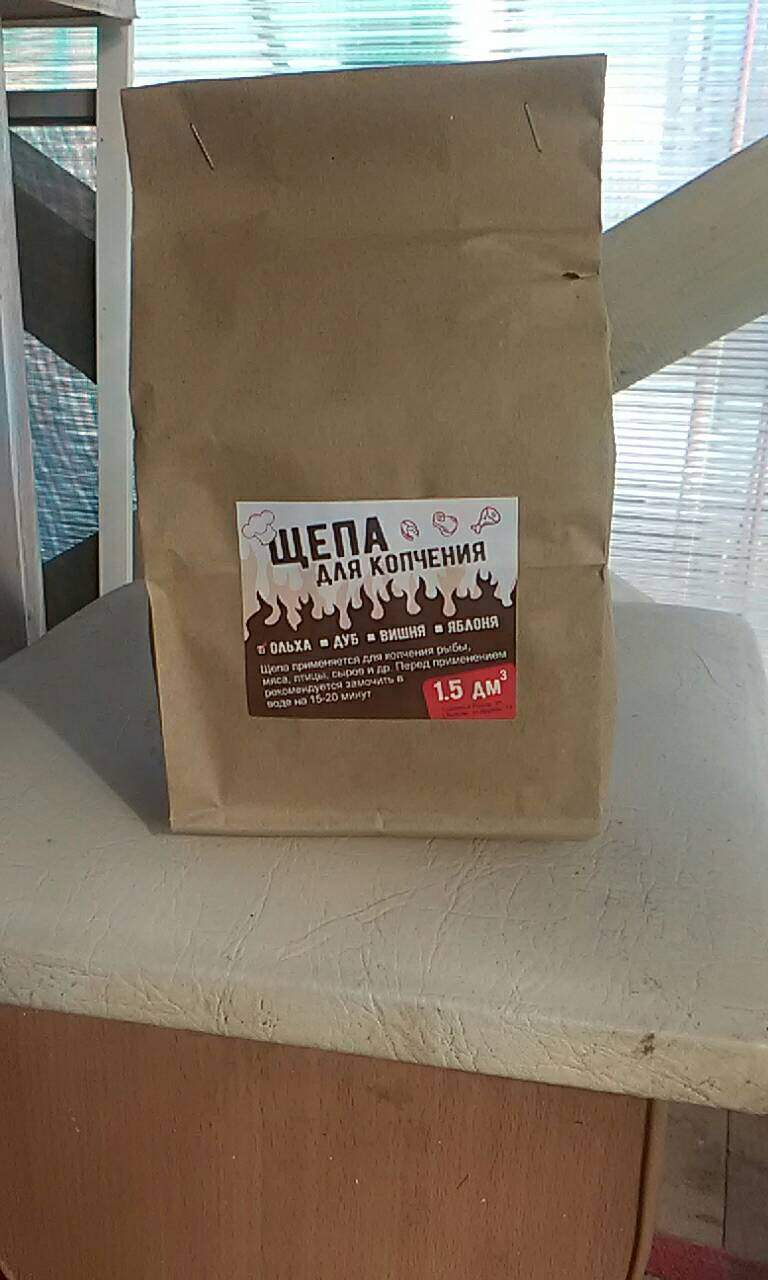 ЩЕПА
ДЛЯ КОПЧЕНИЯ
ОЛЬХА ДУБ ВИШНЯ ЯБЛОНЯ
Щепа применяется для копчения рыбы,
мяса, птицы, сыров и др. Перед применением
рекомендуется замочить в
воде на 15-20 минут
1.5 ДМ³